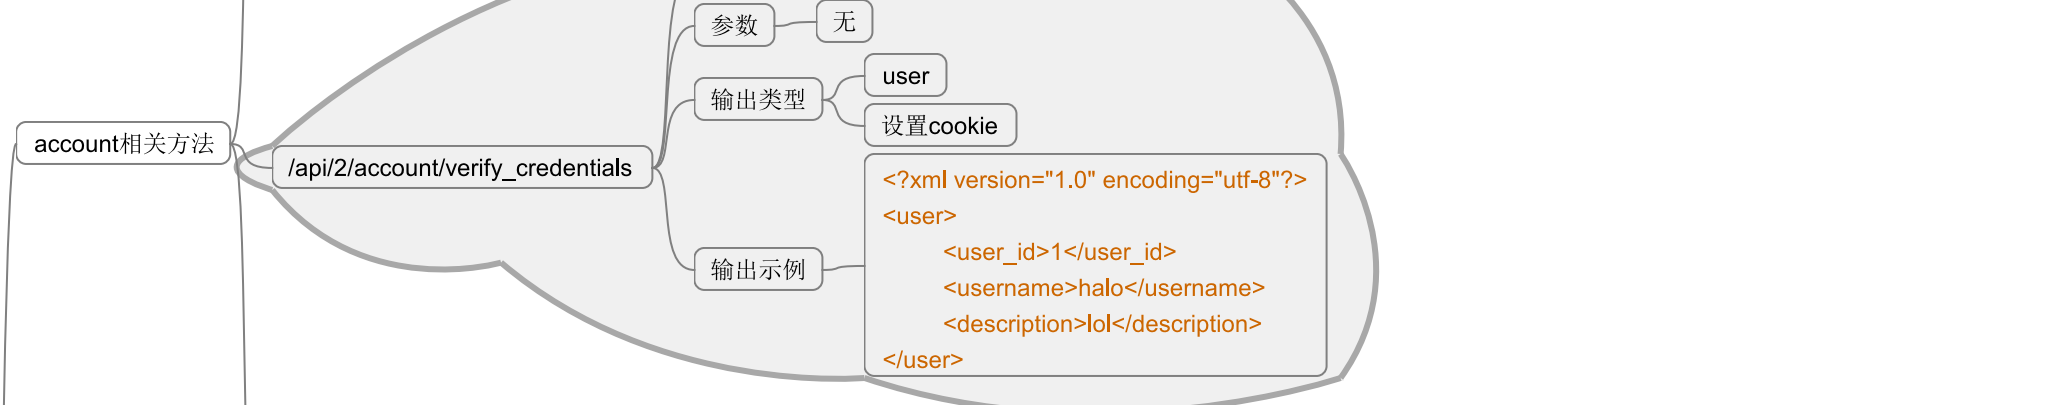 account相关方法
/api/2/account/verify_credentials
参数
无
输出类型
user
设置cookie
输出示例
<?xml version="1.0" encoding="utf-8"?>
<user>
<user_id>1</user_id>
<username>halo</username>
<description>lol</description>
</user>